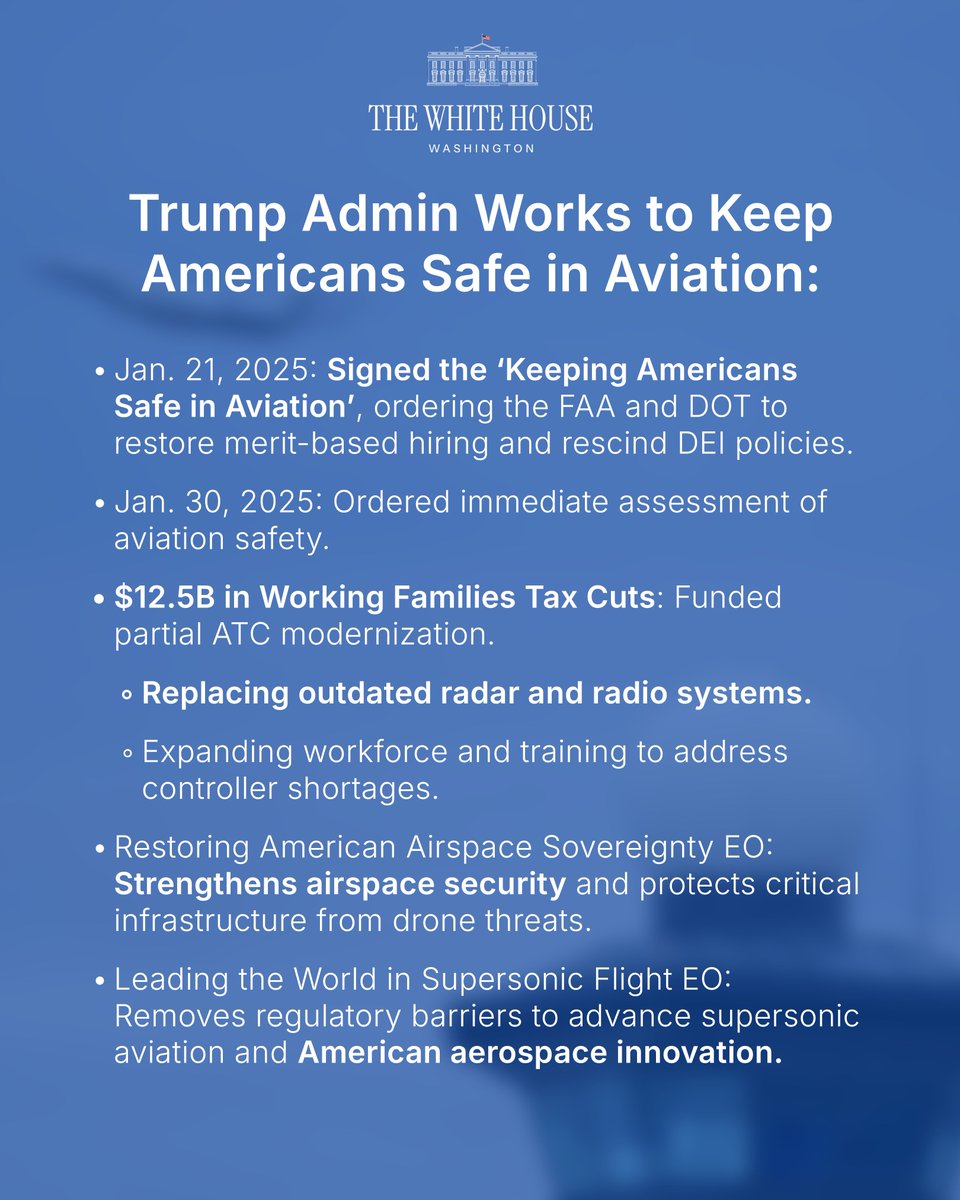 THE WHITE HOUSE
WASHINGTON
Trump Admin Works to Keep
Americans Safe in Aviation:
• Jan. 21, 2025: Signed the ‘Keeping Americans
Safe in Aviation’, ordering the FAA and DOT to
restore merit-based hiring and rescind DEI policies.
• Jan. 30, 2025: Ordered immediate assessment of
aviation safety.
• $12.5B in Working Families Tax Cuts: Funded
partial ATC modernization.
◦ Replacing outdated radar and radio systems.
◦ Expanding workforce and training to address
controller shortages.
• Restoring American Airspace Sovereignty EO:
Strengthens airspace security and protects critical
infrastructure from drone threats.
• Leading the World in Supersonic Flight EO:
Removes regulatory barriers to advance supersonic
aviation and American aerospace innovation.